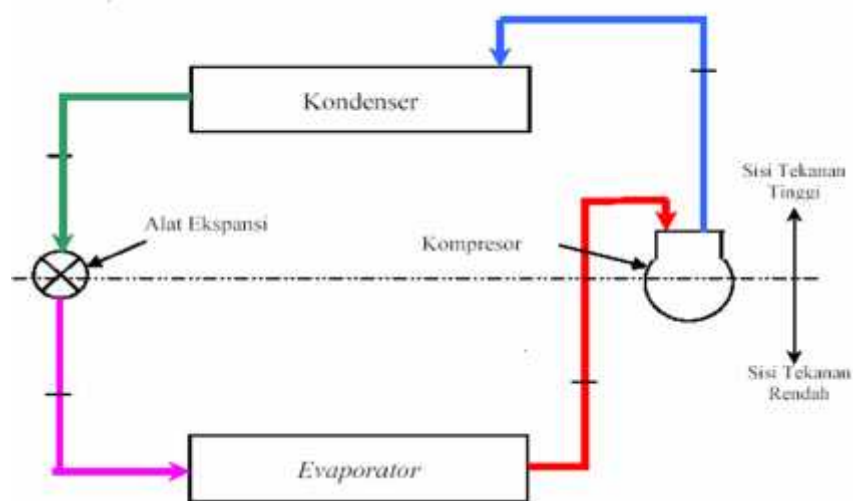 Kondenser
Sisi Tekanan
Tinggi
Alat Ekspansi
Kompresor
Sisi Tekanan
Rendah
Evaporator